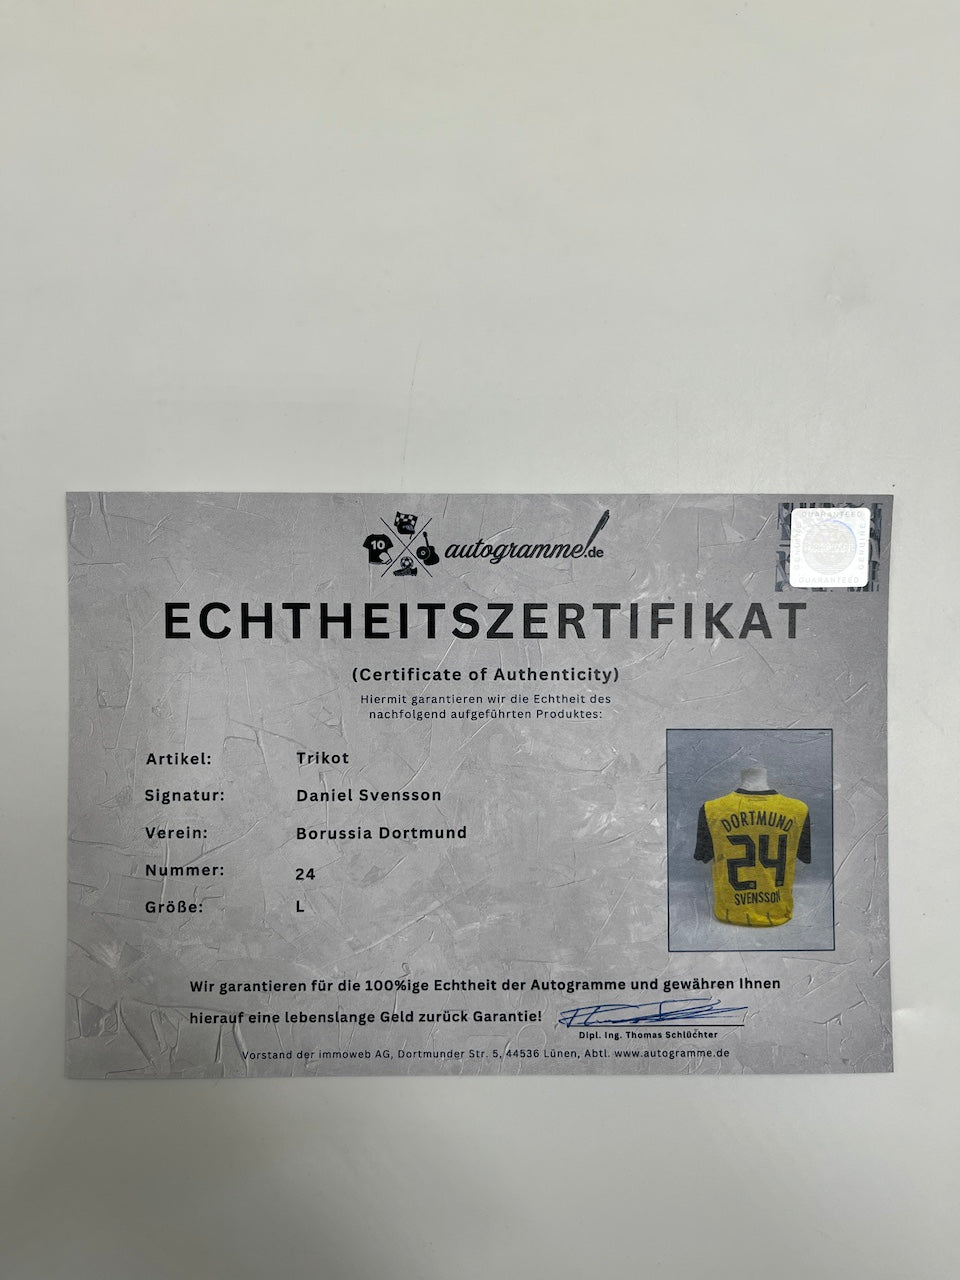 10
autogramme!.de
GUARANTEED
GUARANTEED
ECHTHEITSZERTIFIKAT
(Certificate of Authenticity)
Hiermit garantieren wir die Echtheit des
nachfolgend aufgeführten Produktes:
Artikel: Trikot
Signatur: Daniel Svensson
Verein: Borussia Dortmund
Nummer: 24
Größe: L
DORTMUND
24
SVENSSON
Wir garantieren für die 100%ige Echtheit der Autogramme und gewähren Ihnen
hierauf eine lebenslange Geld zurück Garantie!
Dipl. Ing. Thomas Schlüchter
Vorstand der immoweb AG, Dortmunder Str. 5, 44536 Lünen, Abtl. www.autogramme.de